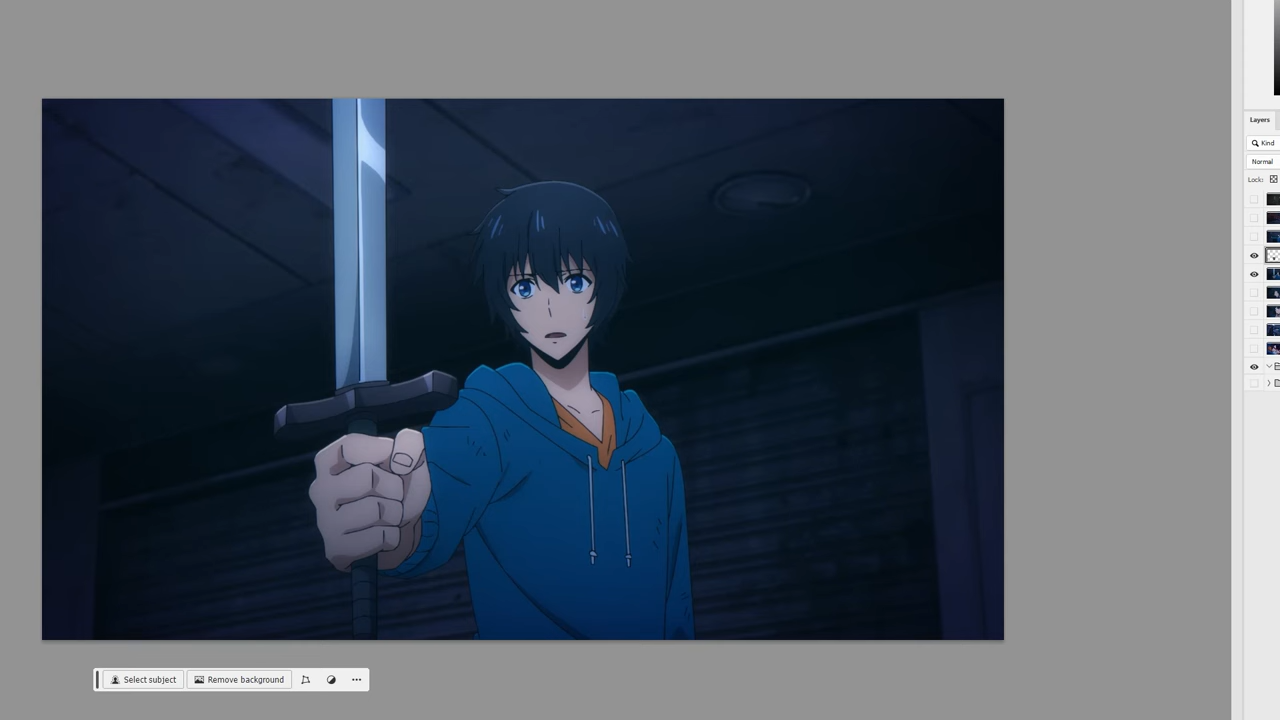 Layers
Kind
Normal
Lock:
Select subject
Remove background